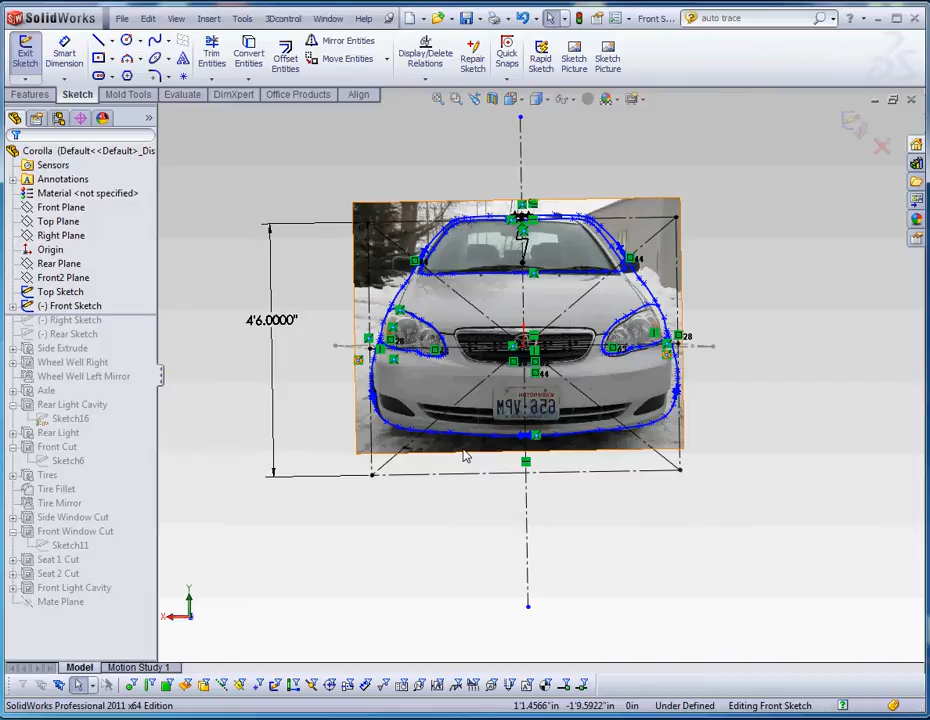 SolidWorks
File Edit View Insert Tools 3Dcontrol Window Help
Front S... auto trace
Exit Sketch
Smart Dimension
Trim Entities
Convert Entities
Offset Entities
Mirror Entities
Move Entities
Display/Delete Relations
Repair Sketch
Quick Snaps
Rapid Sketch
Sketch Picture
Sketch Picture
Features Sketch Mold Tools Evaluate DimXpert Office Products Align
Corolla (Default<<Default>_Dis
Sensors
Annotations
Material <not specified>
Front Plane
Top Plane
Right Plane
Origin
Rear Plane
Front2 Plane
Top Sketch
(-) Front Sketch
(-) Right Sketch
(-) Rear Sketch
Side Extrude
Wheel Well Right
Wheel Well Left Mirror
Axle
Rear Light Cavity
Sketch16
Rear Light
Front Cut
Sketch6
Tires
Tire Fillet
Tire Mirror
Side Window Cut
Front Window Cut
Sketch11
Seat 1 Cut
Seat 2 Cut
Front Light Cavity
Mate Plane
4'6.0000"
44
28
28
44
Y
X
Model Motion Study 1
SolidWorks Professional 2011 x64 Edition 1'1.4566" -1'9.5922" 0in Under Defined Editing Front Sketch